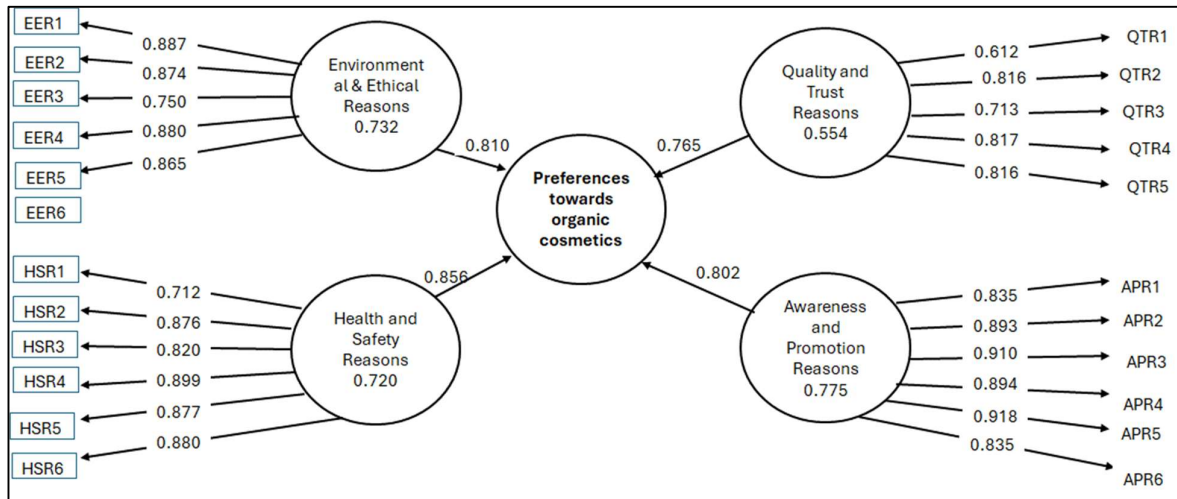 EER1
EER2
EER3
EER4
EER5
EER6
0.887
0.874
0.750
0.880
0.865
Environment
al & Ethical
Reasons
0.732
0.810
HSR1
HSR2
HSR3
HSR4
HSR5
HSR6
0.712
0.876
0.820
0.899
0.877
0.880
Health and
Safety
Reasons
0.720
0.856
Preferences
towards
organic
cosmetics
0.765
Quality and
Trust
Reasons
0.554
0.612
0.816
0.713
0.817
0.816
QTR1
QTR2
QTR3
QTR4
QTR5
0.802
Awareness
and
Promotion
Reasons
0.775
0.835
0.893
0.910
0.894
0.918
0.835
APR1
APR2
APR3
APR4
APR5
APR6